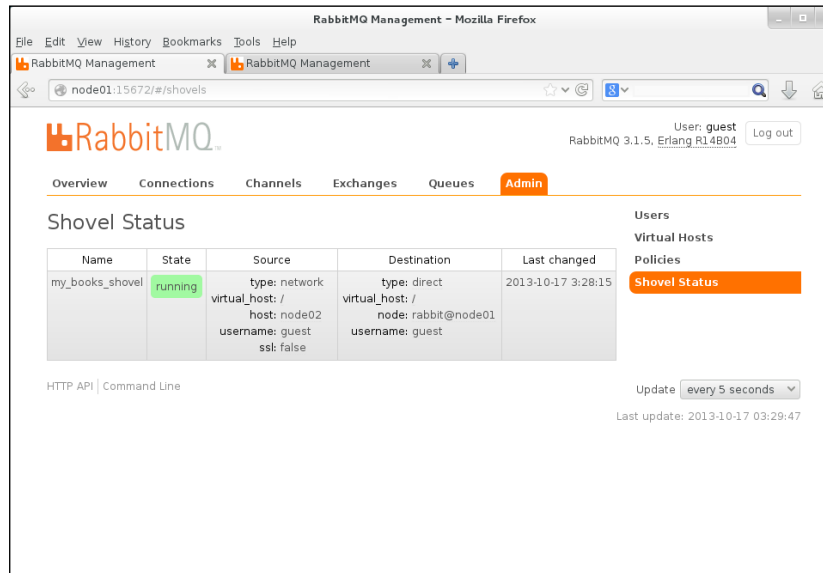 RabbitMQ Management - Mozilla Firefox
File Edit View History Bookmarks Tools Help
RabbitMQ Management RabbitMQ Management
node01:15672/#/shovels
RabbitMQ
User: guest
RabbitMQ 3.1.5, Erlang R14B04
Log out
Overview Connections Channels Exchanges Queues Admin
Shovel Status
Name State Source Destination Last changed
my_books_shovel running type: network type: direct 2013-10-17 3:28:15
virtual_host: / virtual_host: /
host: node02 node: rabbit@node01
username: guest username: guest
ssl: false
Users
Virtual Hosts
Policies
Shovel Status
HTTP API Command Line
Update every 5 seconds
Last update: 2013-10-17 03:29:47